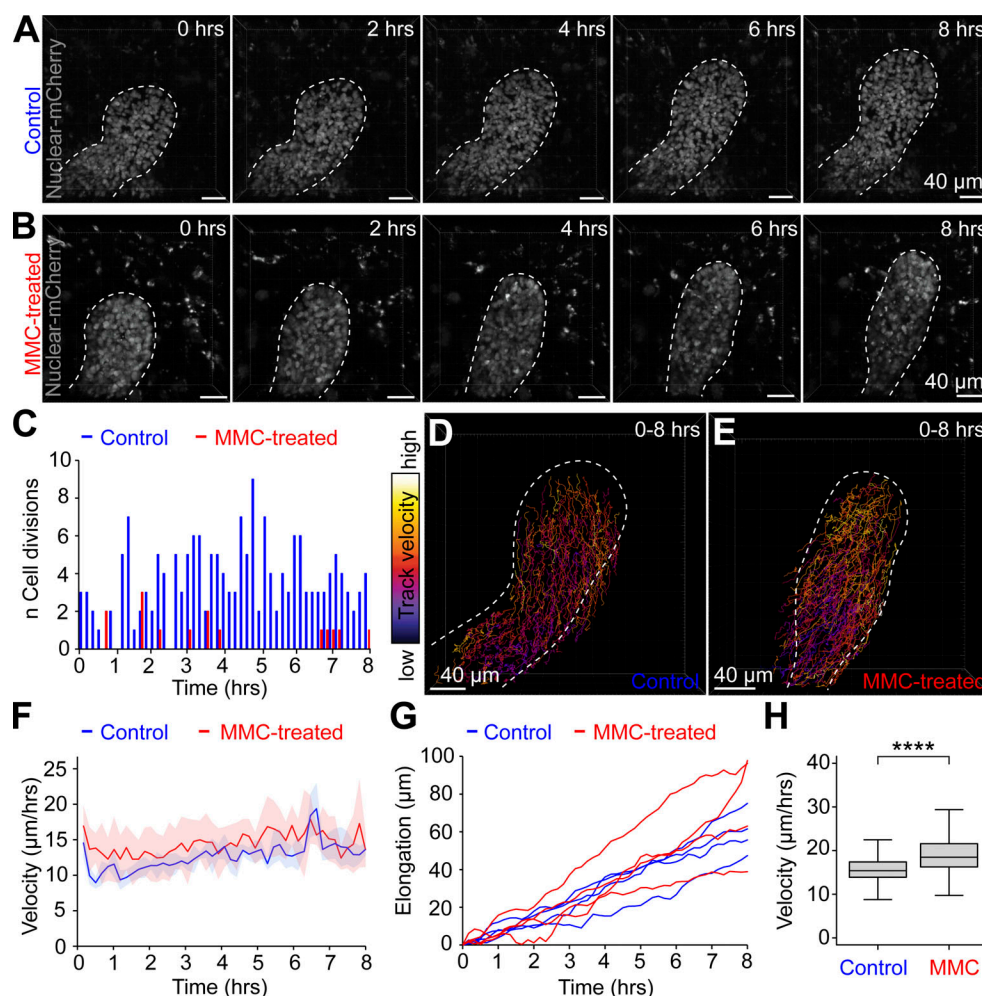 A
Nuclear-mCherry
Control
0 hrs
2 hrs
4 hrs
6 hrs
8 hrs
40 µm
B
Nuclear-mCherry
MMC-treated
0 hrs
2 hrs
4 hrs
6 hrs
8 hrs
40 µm
C
Control
MMC-treated
n Cell divisions
10
8
6
4
2
0
0 1 2 3 4 5 6 7 8
Time (hrs)
high
Track velocity
low
D
0-8 hrs
40 µm
Control
E
0-8 hrs
40 µm
MMC-treated
F
Control
MMC-treated
Velocity (µm/hrs)
25
20
15
10
5
0
0 1 2 3 4 5 6 7 8
Time (hrs)
G
Control
MMC-treated
Elongation (µm)
100
80
60
40
20
0
0 1 2 3 4 5 6 7 8
Time (hrs)
H
****
Velocity (µm/hrs)
40
30
20
10
0
Control
MMC